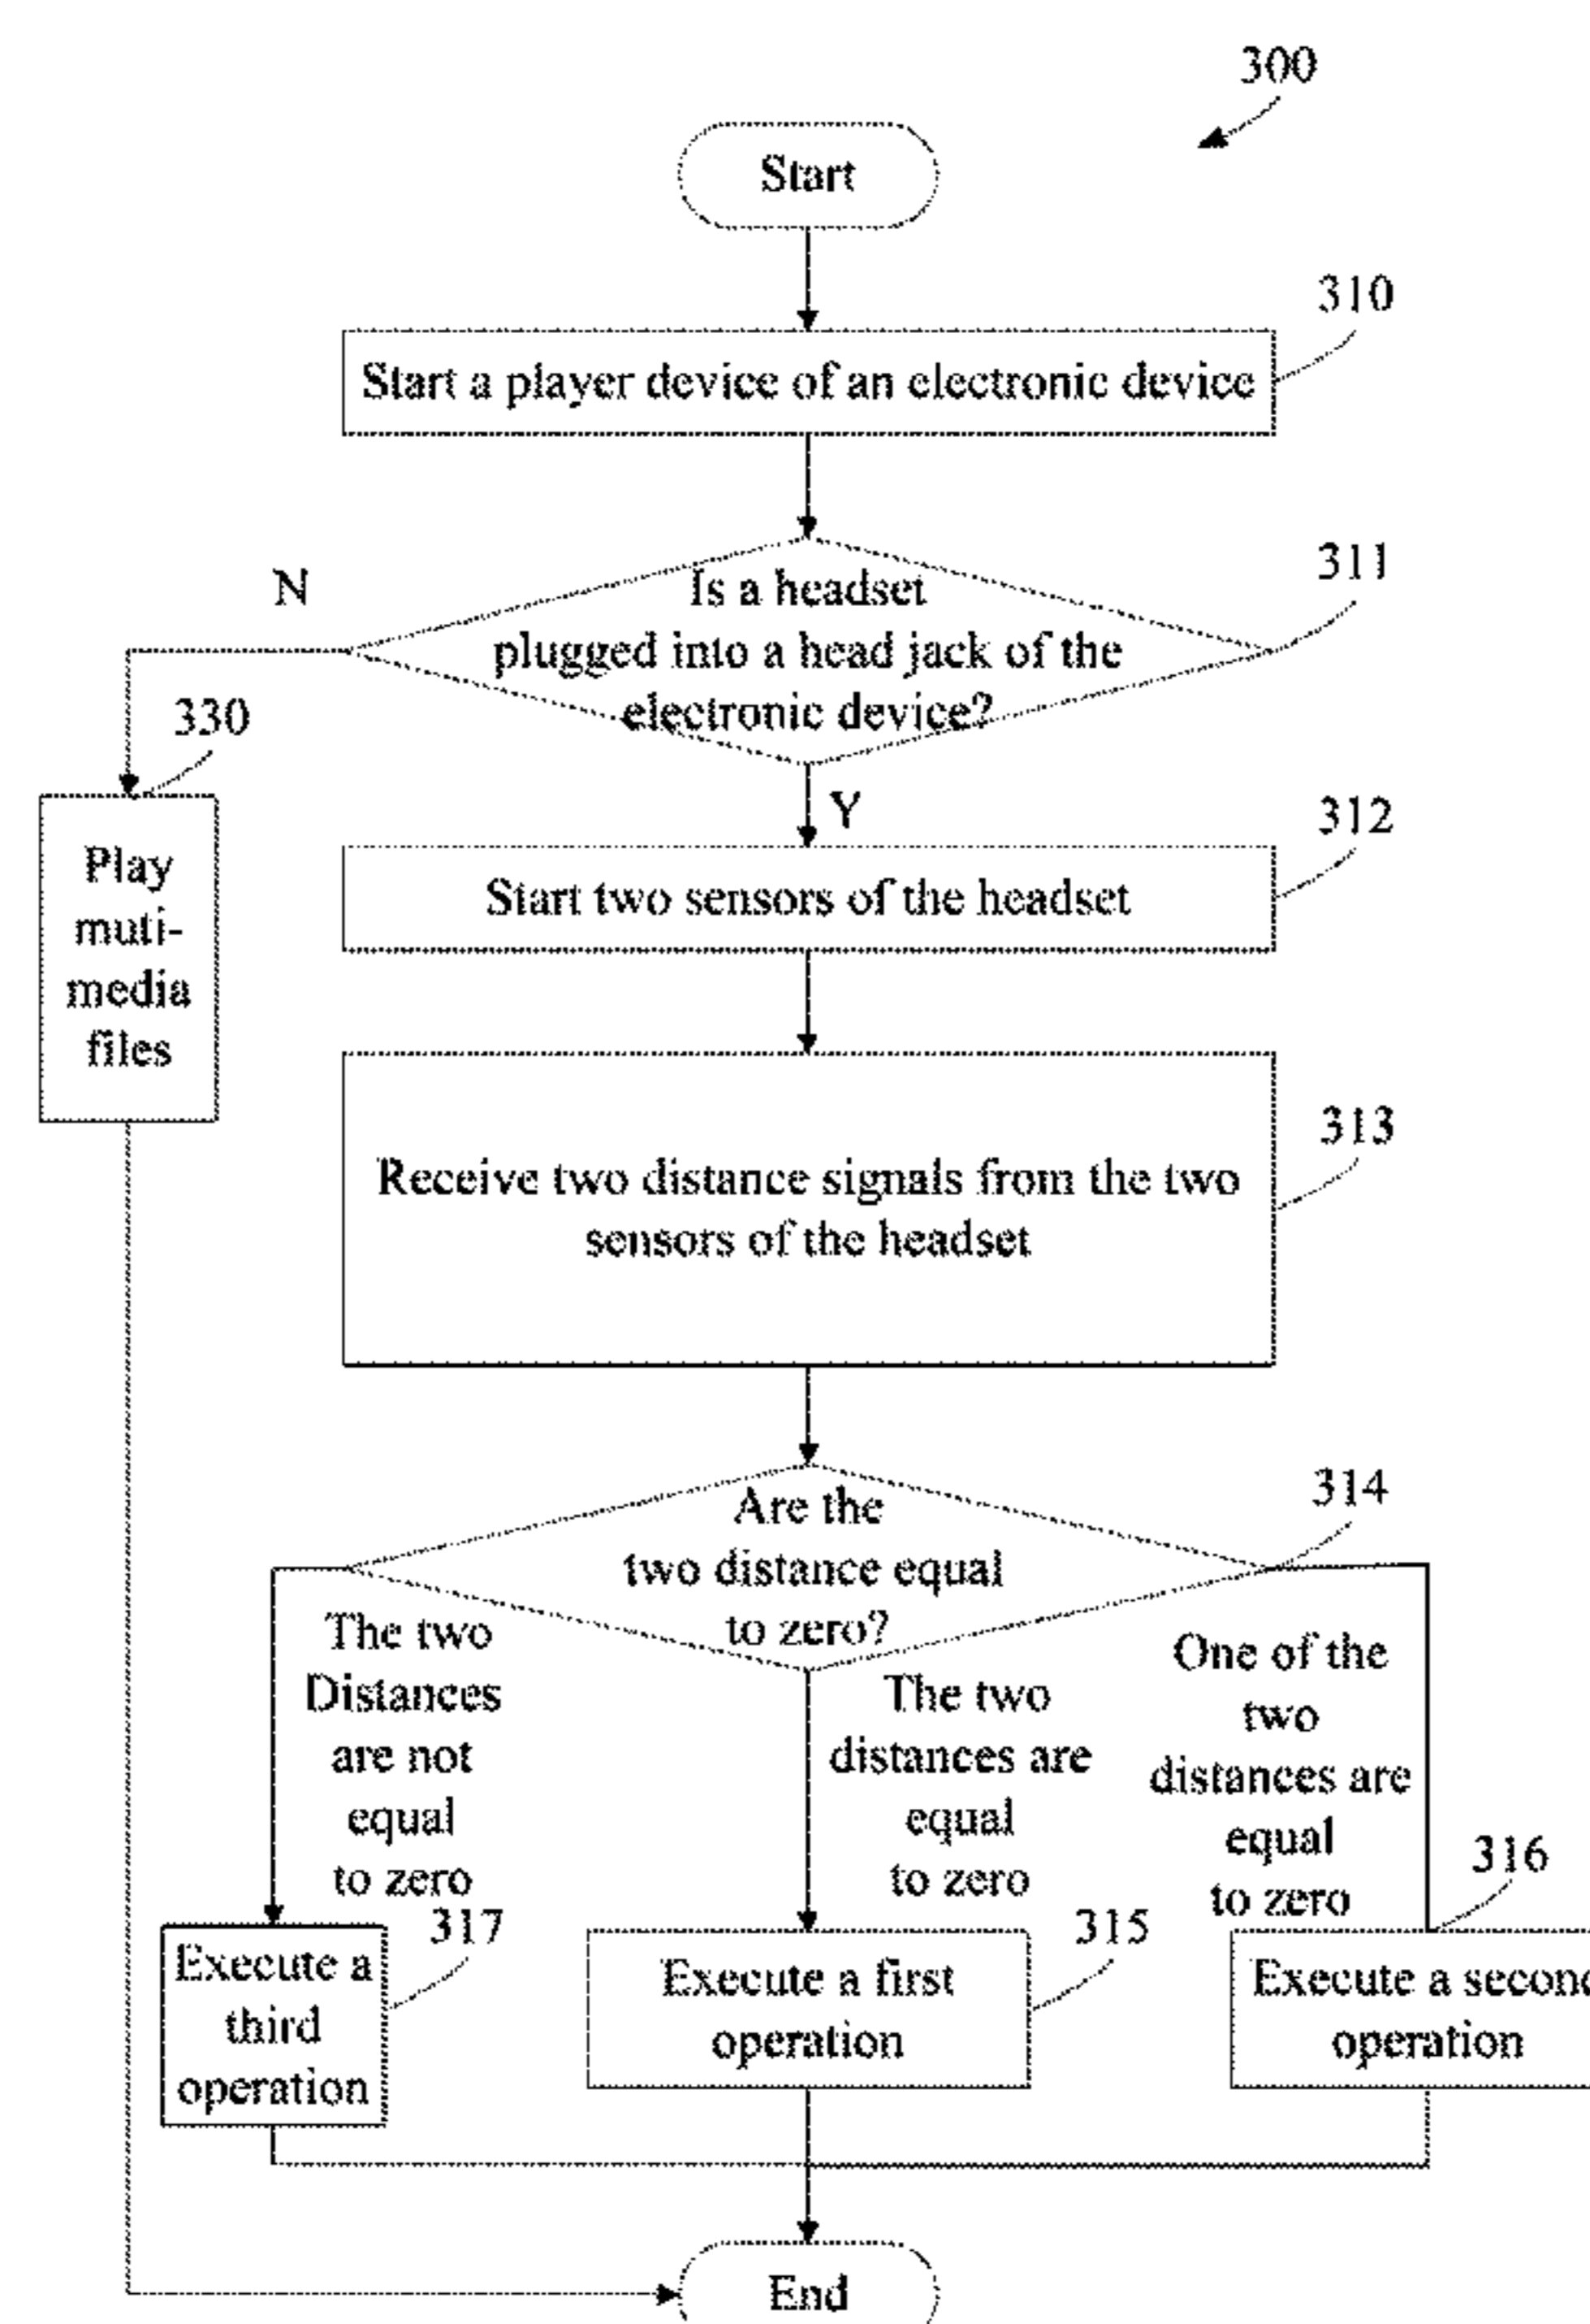 300
Start
310
Start a player device of an electronic device
311
N
Is a headset
plugged into a head jack of the
electronic device?
330
Y
312
Play
muti-
media
files
Start two sensors of the headset
313
Receive two distance signals from the two
sensors of the headset
314
Are the
two distance equal
to zero?
The two
Distances
are not
equal
to zero
The two
distances are
equal
to zero
One of the
two
distances are
equal
to zero
317
315
316
Execute a
third
operation
Execute a first
operation
Execute a second
operation
End